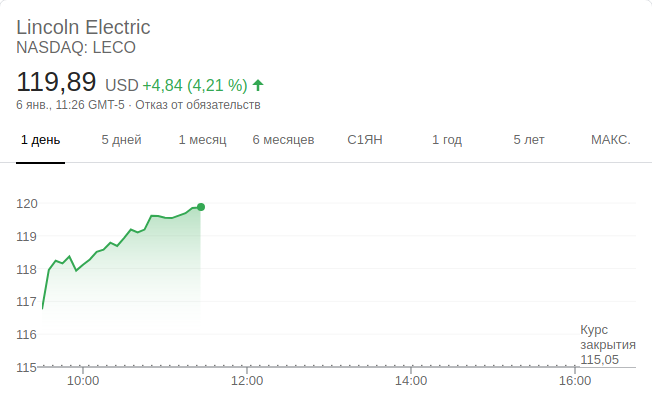 Lincoln Electric
NASDAQ: LECO
119,89 USD +4,84 (4,21 %)
6 янв., 11:26 GMT-5 · Отказ от обязательств
1 день 5 дней 1 месяц 6 месяцев С1ЯН 1 год 5 лет МАКС.
120
119
118
117
116
115
Курс
закрытия
115,05
10:00 12:00 14:00 16:00